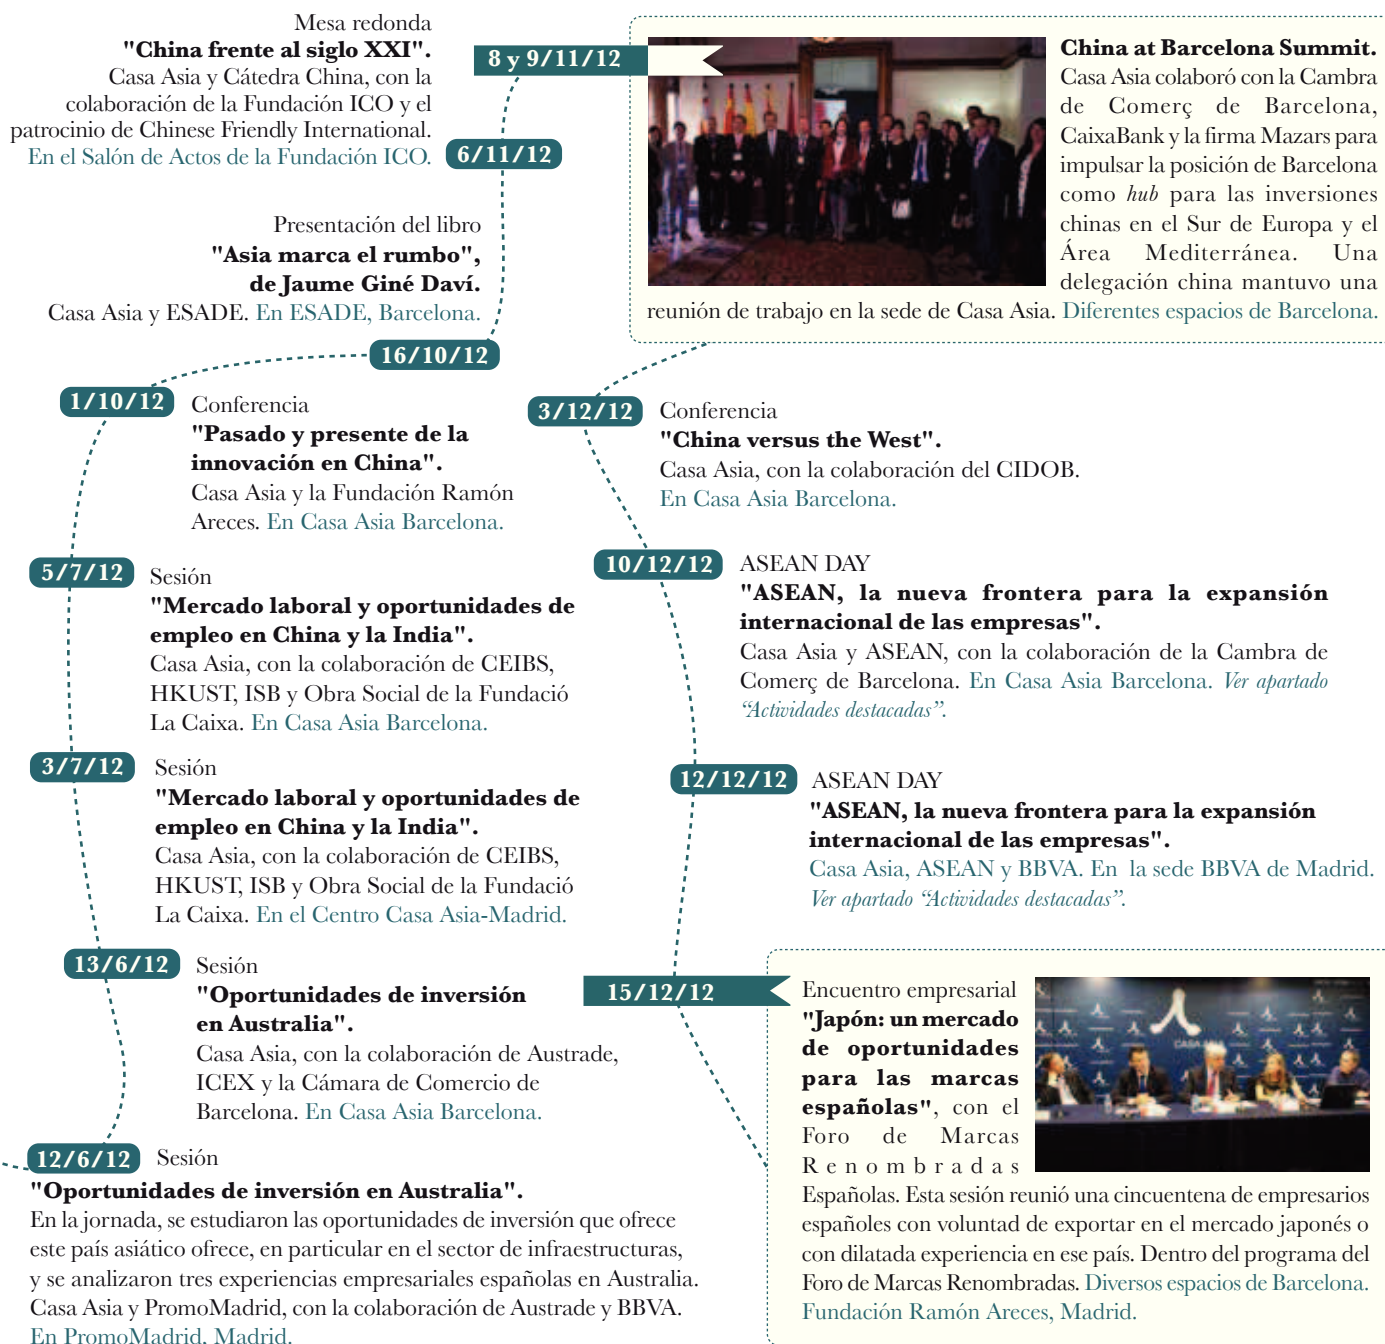 Mesa redonda
"China frente al siglo XXI".
Casa Asia y Cátedra China, con la
colaboración de la Fundación ICO y el
patrocinio de Chinese Friendly International.
En el Salón de Actos de la Fundación ICO.
6/11/12
8 y 9/11/12
China at Barcelona Summit.
Casa Asia colaboró con la Cambra
de Comerç de Barcelona,
CaixaBank y la firma Mazars para
impulsar la posición de Barcelona
como hub para las inversiones
chinas en el Sur de Europa y el
Área Mediterránea. Una
delegación china mantuvo una
reunión de trabajo en la sede de Casa Asia. Diferentes espacios de Barcelona.
Presentación del libro
"Asia marca el rumbo",
de Jaume Giné Daví.
Casa Asia y ESADE. En ESADE, Barcelona.
16/10/12
1/10/12
Conferencia
"Pasado y presente de la
innovación en China".
Casa Asia y la Fundación Ramón
Areces. En Casa Asia Barcelona.
5/7/12
Sesión
"Mercado laboral y oportunidades de
empleo en China y la India".
Casa Asia, con la colaboración de CEIBS,
HKUST, ISB y Obra Social de la Fundació
La Caixa. En Casa Asia Barcelona.
3/7/12
Sesión
"Mercado laboral y oportunidades de
empleo en China y la India".
Casa Asia, con la colaboración de CEIBS,
HKUST, ISB y Obra Social de la Fundació
La Caixa. En el Centro Casa Asia-Madrid.
13/6/12
Sesión
"Oportunidades de inversión
en Australia".
Casa Asia, con la colaboración de Austrade,
ICEX y la Cámara de Comercio de
Barcelona. En Casa Asia Barcelona.
12/6/12
Sesión
"Oportunidades de inversión en Australia".
En la jornada, se estudiaron las oportunidades de inversión que ofrece
este país asiático ofrece, en particular en el sector de infraestructuras,
y se analizaron tres experiencias empresariales españolas en Australia.
Casa Asia y PromoMadrid, con la colaboración de Austrade y BBVA.
En PromoMadrid, Madrid.
3/12/12
Conferencia
"China versus the West".
Casa Asia, con la colaboración del CIDOB.
En Casa Asia Barcelona.
10/12/12
ASEAN DAY
"ASEAN, la nueva frontera para la expansión
internacional de las empresas".
Casa Asia y ASEAN, con la colaboración de la Cambra de
Comerç de Barcelona. En Casa Asia Barcelona. Ver apartado
“Actividades destacadas”.
12/12/12
ASEAN DAY
"ASEAN, la nueva frontera para la expansión
internacional de las empresas".
Casa Asia, ASEAN y BBVA. En la sede BBVA de Madrid.
Ver apartado “Actividades destacadas”.
15/12/12
Encuentro empresarial
"Japón: un mercado
de oportunidades
para las marcas
españolas", con el
Foro de Marcas
Renombradas
Españolas. Esta sesión reunió una cincuentena de empresarios
españoles con voluntad de exportar en el mercado japonés o
con dilatada experiencia en ese país. Dentro del programa del
Foro de Marcas Renombradas. Diversos espacios de Barcelona.
Fundación Ramón Areces, Madrid.